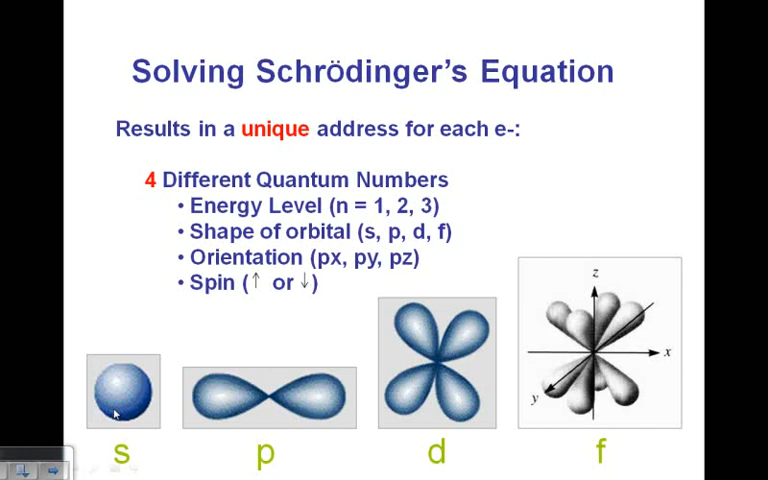 Solving Schrödinger's Equation
Results in a unique address for each e-:
4 Different Quantum Numbers
• Energy Level (n = 1, 2, 3)
• Shape of orbital (s, p, d, f)
• Orientation (px, py, pz)
• Spin (↑ or ↓)
z
x
y
s p d f